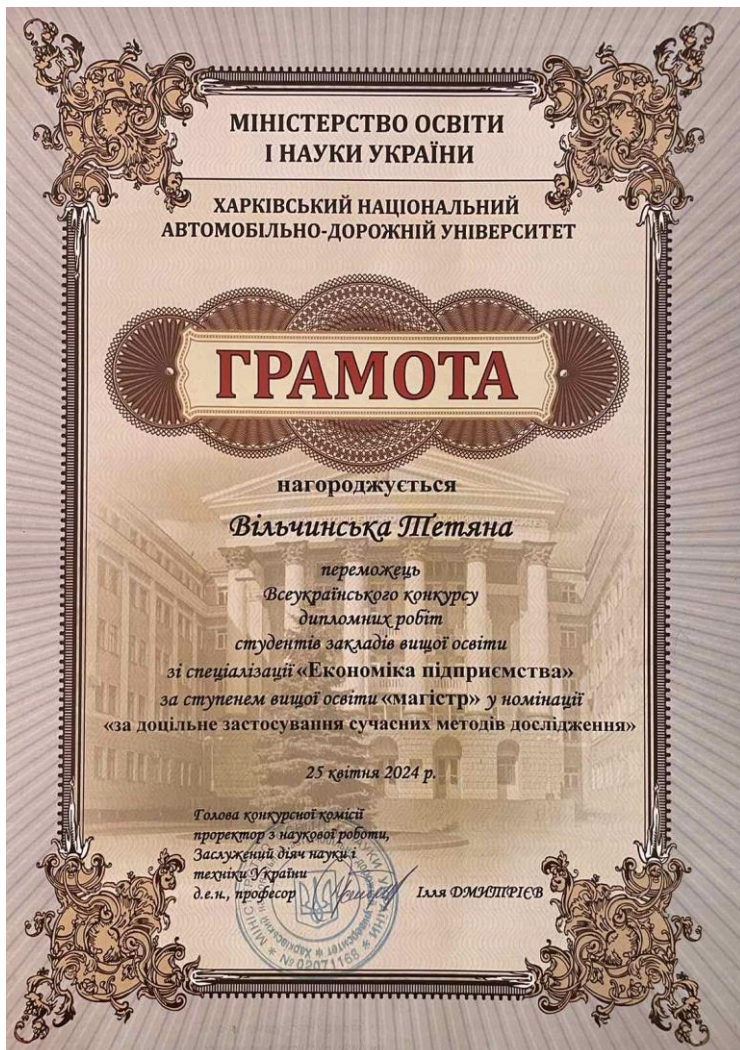 МІНІСТЕРСТВО ОСВІТИ
І НАУКИ УКРАЇНИ
ХАРКІВСЬКИЙ НАЦІОНАЛЬНИЙ
АВТОМОБІЛЬНО-ДОРОЖНІЙ УНІВЕРСИТЕТ
ГРАМОТА
нагороджується
Вільчинська Тетяна
переможець
Всеукраїнського конкурсу
дипломних робіт
студентів закладів вищої освіти
зі спеціалізації «Економіка підприємства»
за ступенем вищої освіти «магістр» у номінації
«за доцільне застосування сучасних методів дослідження»
25 квітня 2024 р.
Голова конкурсної комісії
проректор з наукової роботи,
Заслужений діяч науки і
техніки України
д.е.н., професор Ілля ДМИТРІЄВ
№ 02071168